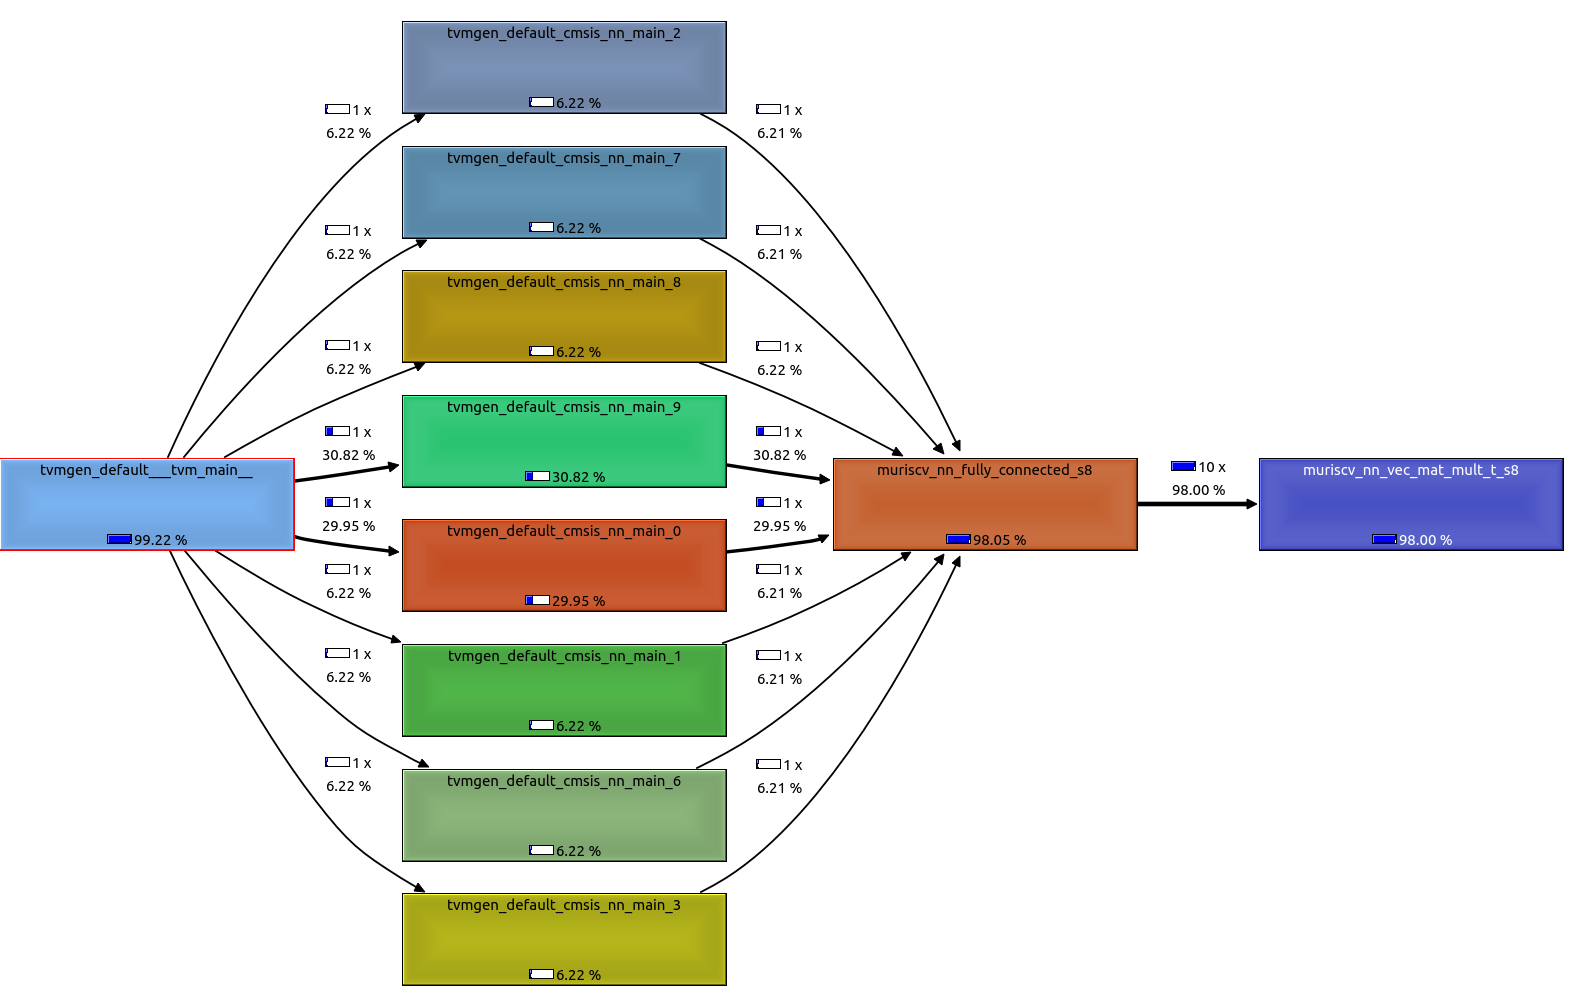 tvmgen_default_cmsis_nn_main_2
6.22 %
1 x
6.22 %
1 x
6.21 %
tvmgen_default_cmsis_nn_main_7
6.22 %
1 x
6.22 %
1 x
6.21 %
tvmgen_default_cmsis_nn_main_8
6.22 %
1 x
6.22 %
1 x
6.22 %
tvmgen_default_cmsis_nn_main_9
30.82 %
1 x
30.82 %
1 x
30.82 %
tvmgen_default___tvm_main__
99.22 %
muriscv_nn_fully_connected_s8
98.05 %
10 x
98.00 %
muriscv_nn_vec_mat_mult_t_s8
98.00 %
1 x
29.95 %
1 x
29.95 %
tvmgen_default_cmsis_nn_main_0
29.95 %
1 x
6.22 %
1 x
6.21 %
tvmgen_default_cmsis_nn_main_1
6.22 %
1 x
6.22 %
1 x
6.21 %
tvmgen_default_cmsis_nn_main_6
6.22 %
1 x
6.22 %
1 x
6.21 %
tvmgen_default_cmsis_nn_main_3
6.22 %